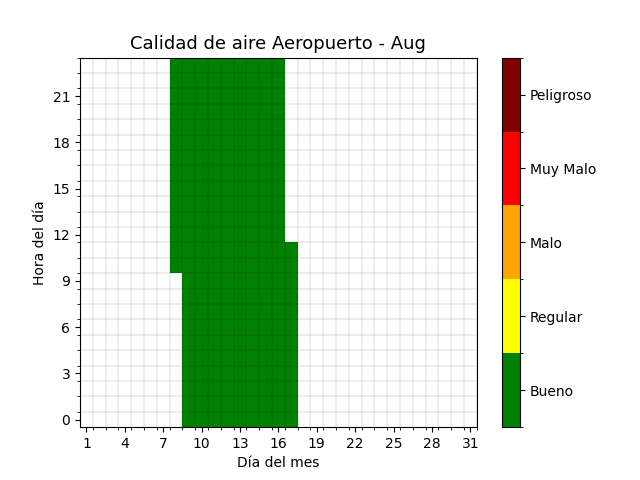 Calidad de aire Aeropuerto - Aug
Hora del día
21
18
15
12
9
6
3
0
1 4 7 10 13 16 19 22 25 28 31
Día del mes
Peligroso
Muy Malo
Malo
Regular
Bueno